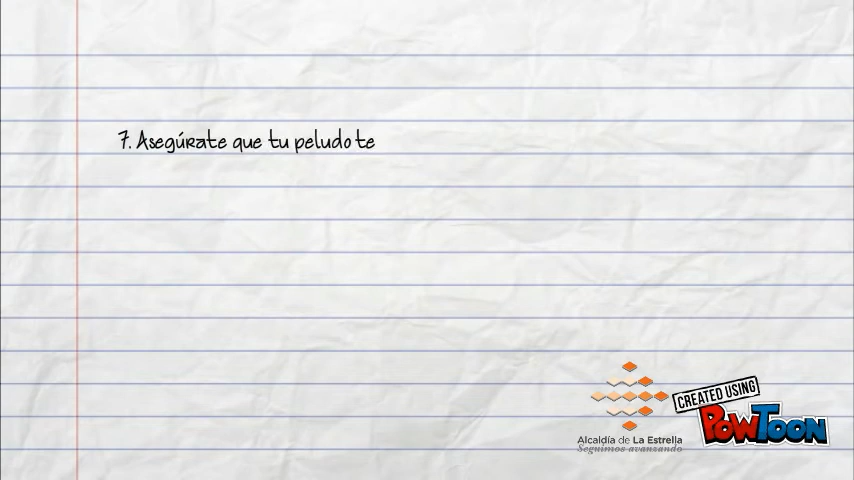 7. Asegúrate que tu peludo te
Alcaldía de La Estrella
Seguimos avanzando
CREATED USING
POWTOON